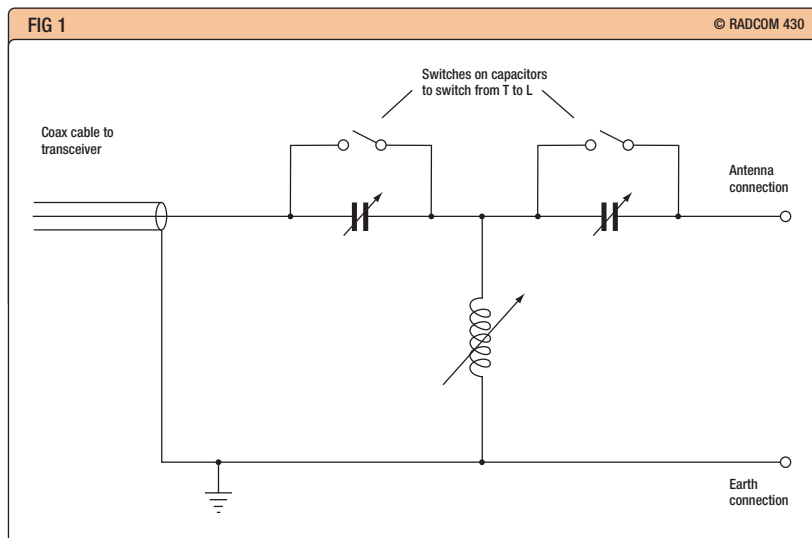 FIG 1
© RADCOM 430
Switches on capacitors
to switch from T to L
Coax cable to
transceiver
Antenna
connection
Earth
connection